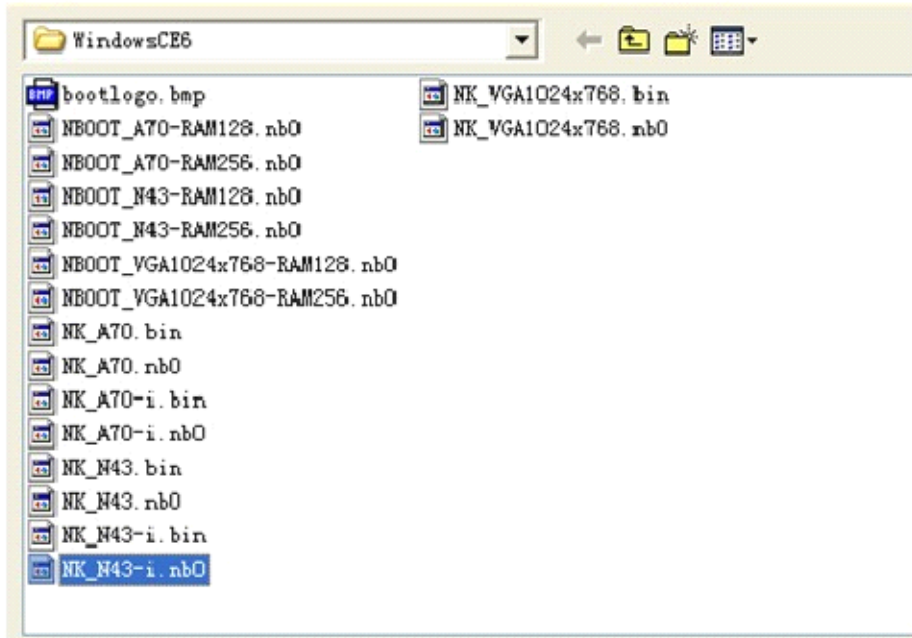 WindowsCE6
bootlogo.bmp
NBOOT_A70-RAM128.nb0
NBOOT_A70-RAM256.nb0
NBOOT_N43-RAM128.nb0
NBOOT_N43-RAM256.nb0
NBOOT_VGA1024x768-RAM128.nb0
NBOOT_VGA1024x768-RAM256.nb0
NK_A70.bin
NK_A70.nb0
NK_A70-i.bin
NK_A70-i.nb0
NK_N43.bin
NK_N43.nb0
NK_N43-i.bin
NK_N43-i.nb0
NK_VGA1024x768.bin
NK_VGA1024x768.nb0